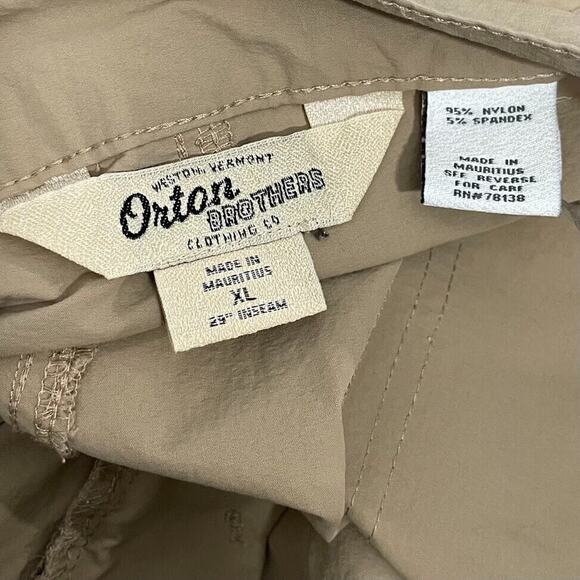 WESTON, VERMONT
Orton
BROTHERS
CLOTHING CO
MADE IN
MAURITIUS
XL
29" INSEAM
95% NYLON
5% SPANDEX
MADE IN
MAURITIUS
SEE REVERSE
FOR CARE
RN#78138